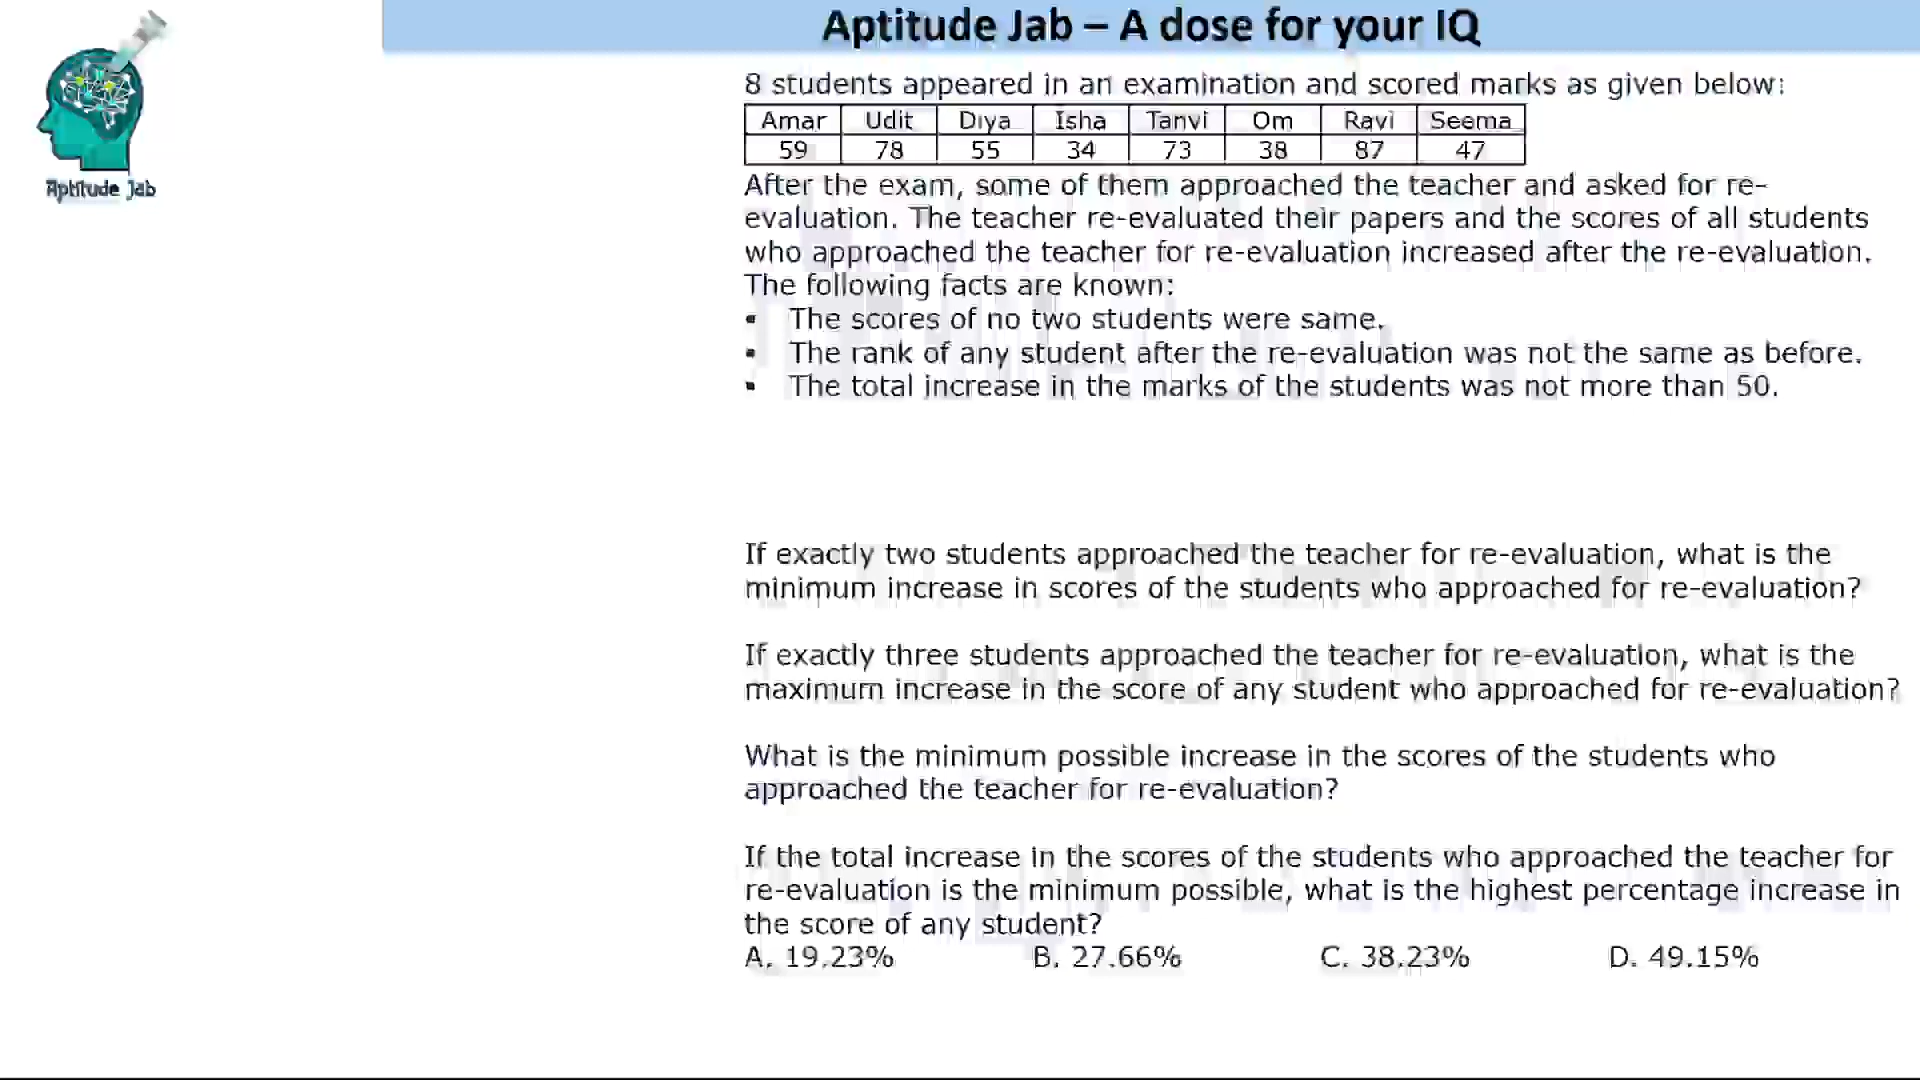 Aptitude Jab – A dose for your IQ
Aptitude Jab
8 students appeared in an examination and scored marks as given below:
Amar Udit Diya Isha Tanvi Om Ravi Seema
59 78 55 34 73 38 87 47
After the exam, some of them approached the teacher and asked for re-
evaluation. The teacher re-evaluated their papers and the scores of all students
who approached the teacher for re-evaluation increased after the re-evaluation.
The following facts are known:
▪ The scores of no two students were same.
▪ The rank of any student after the re-evaluation was not the same as before.
▪ The total increase in the marks of the students was not more than 50.
If exactly two students approached the teacher for re-evaluation, what is the
minimum increase in scores of the students who approached for re-evaluation?
If exactly three students approached the teacher for re-evaluation, what is the
maximum increase in the score of any student who approached for re-evaluation?
What is the minimum possible increase in the scores of the students who
approached the teacher for re-evaluation?
If the total increase in the scores of the students who approached the teacher for
re-evaluation is the minimum possible, what is the highest percentage increase in
the score of any student?
A. 19.23% B. 27.66% C. 38.23% D. 49.15%